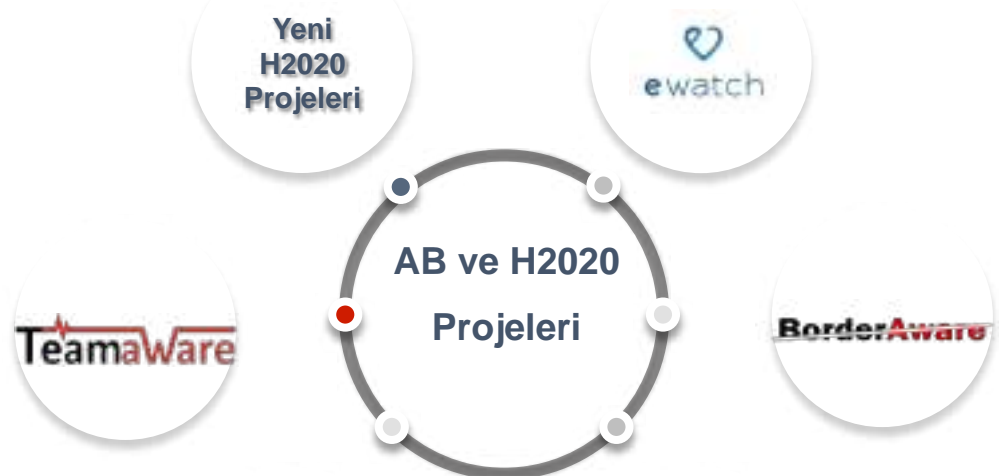 Yeni
H2020
Projeleri
ewatch
AB ve H2020
Projeleri
TeamaWare
BorderAware